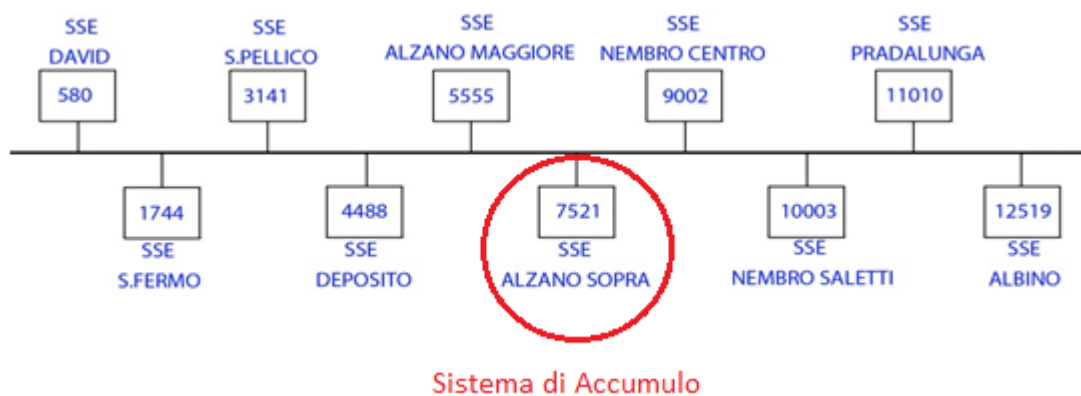 SSE
DAVID
580
SSE
S.PELLICO
3141
SSE
ALZANO MAGGIORE
5555
SSE
NEMBRO CENTRO
9002
SSE
PRADALUNGA
11010
1744
SSE
S.FERMO
4488
SSE
DEPOSITO
7521
SSE
ALZANO SOPRA
10003
SSE
NEMBRO SALETTI
12519
SSE
ALBINO
Sistema di Accumulo